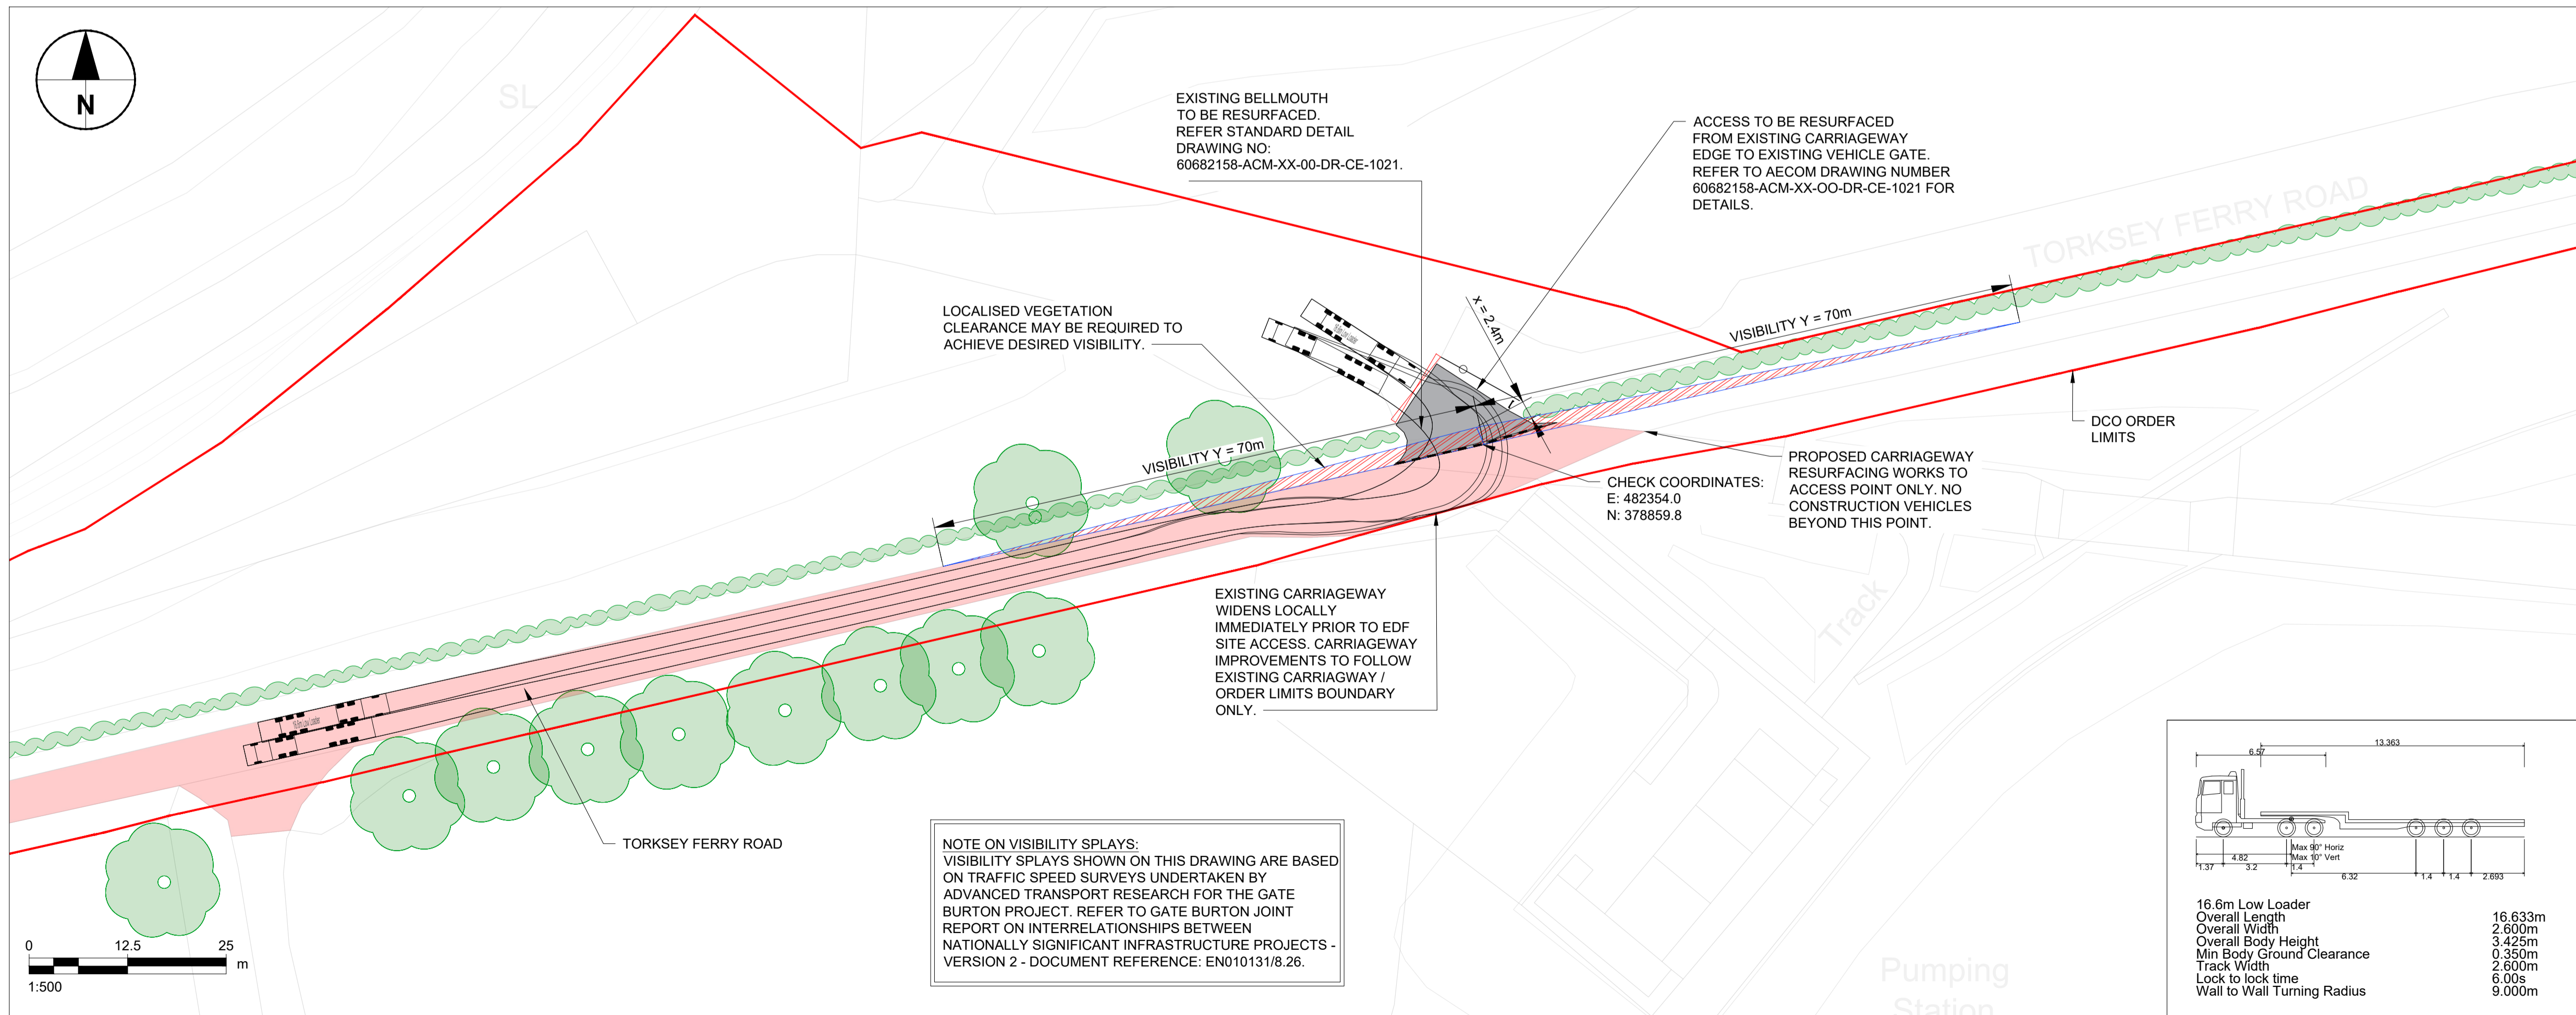 N
SL
EXISTING BELLMOUTH
TO BE RESURFACED.
REFER STANDARD DETAIL
DRAWING NO:
60682158-ACM-XX-00-DR-CE-1021.
ACCESS TO BE RESURFACED
FROM EXISTING CARRIAGEWAY
EDGE TO EXISTING VEHICLE GATE.
REFER TO AECOM DRAWING NUMBER
60682158-ACM-XX-OO-DR-CE-1021 FOR
DETAILS.
TORKSEY FERRY ROAD
LOCALISED VEGETATION
CLEARANCE MAY BE REQUIRED TO
ACHIEVE DESIRED VISIBILITY.
x = 2.4m
VISIBILITY Y = 70m
VISIBILITY Y = 70m
DCO ORDER
LIMITS
CHECK COORDINATES:
E: 482354.0
N: 378859.8
PROPOSED CARRIAGEWAY
RESURFACING WORKS TO
ACCESS POINT ONLY. NO
CONSTRUCTION VEHICLES
BEYOND THIS POINT.
EXISTING CARRIAGEWAY
WIDENS LOCALLY
IMMEDIATELY PRIOR TO EDF
SITE ACCESS. CARRIAGEWAY
IMPROVEMENTS TO FOLLOW
EXISTING CARRIAGWAY /
ORDER LIMITS BOUNDARY
ONLY.
Track
16.6m Low Loader
TORKSEY FERRY ROAD
NOTE ON VISIBILITY SPLAYS:
VISIBILITY SPLAYS SHOWN ON THIS DRAWING ARE BASED
ON TRAFFIC SPEED SURVEYS UNDERTAKEN BY
ADVANCED TRANSPORT RESEARCH FOR THE GATE
BURTON PROJECT. REFER TO GATE BURTON JOINT
REPORT ON INTERRELATIONSHIPS BETWEEN
NATIONALLY SIGNIFICANT INFRASTRUCTURE PROJECTS -
VERSION 2 - DOCUMENT REFERENCE: EN010131/8.26.
0 12.5 25
m
1:500
Pumping
Station
13.363
6.57
Max 90° Horiz
Max 10° Vert
4.82
1.37 3.2 1.4
6.32 1.4 1.4 2.693
16.6m Low Loader
Overall Length 16.633m
Overall Width 2.600m
Overall Body Height 3.425m
Min Body Ground Clearance 0.350m
Track Width 2.600m
Lock to lock time 6.00s
Wall to Wall Turning Radius 9.000m